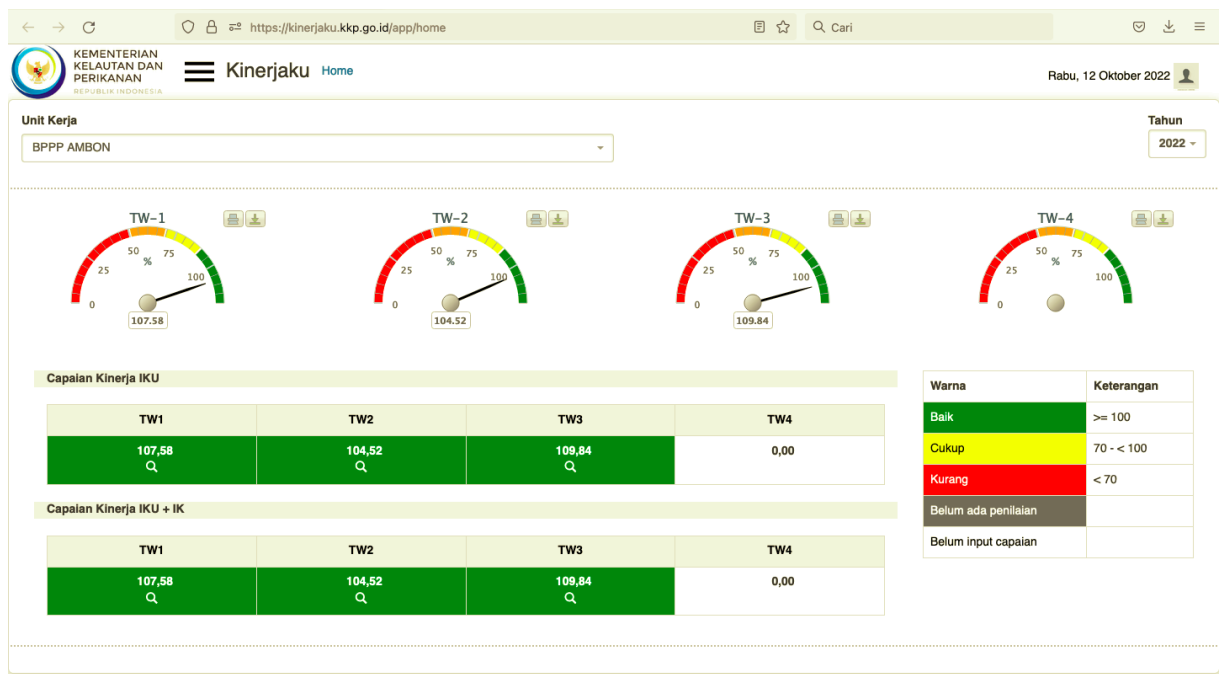 https://kinerjaku.kkp.go.id/app/home
Cari
KEMENTERIAN
KELAUTAN DAN
PERIKANAN
REPUBLIK INDONESIA
Kinerjaku Home
Rabu, 12 Oktober 2022
Unit Kerja
Tahun
BPPP AMBON
2022
TW-1
TW-2
TW-3
TW-4
0 25 50 75 100 %
107.58
0 25 50 75 100 %
104.52
0 25 50 75 100 %
109.84
0 25 50 75 100 %
Capaian Kinerja IKU
TW1 TW2 TW3 TW4
107,58 104,52 109,84 0,00
Capaian Kinerja IKU + IK
TW1 TW2 TW3 TW4
107,58 104,52 109,84 0,00
Warna Keterangan
Baik >= 100
Cukup 70 - < 100
Kurang < 70
Belum ada penilaian
Belum input capaian